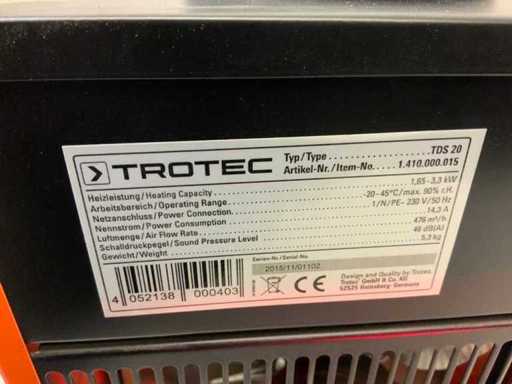 TROTEC
Typ/Type TDS 20
Artikel-Nr./Item-No. 1.410.000.015
Heizleistung/Heating Capacity 1,65-3,3 kW
Arbeitsbereich/Operating Range -20-45°C/max. 90% r.H.
Netzanschluss/Power Connection 1/N/PE~ 230 V/50 Hz
Nennstrom/Power Consumption 14,3 A
Luftmenge/Air Flow Rate 476 m³/h
Schalldruckpegel/Sound Pressure Level 46 dB(A)
Gewicht/Weight 5,3 kg
Serien-No./Serial-No.
2015/11/01102
4 052138 000403
CE
Design and Quality by Trotec
Trotec GmbH & Co. KG
52525 Heinsberg · Germany